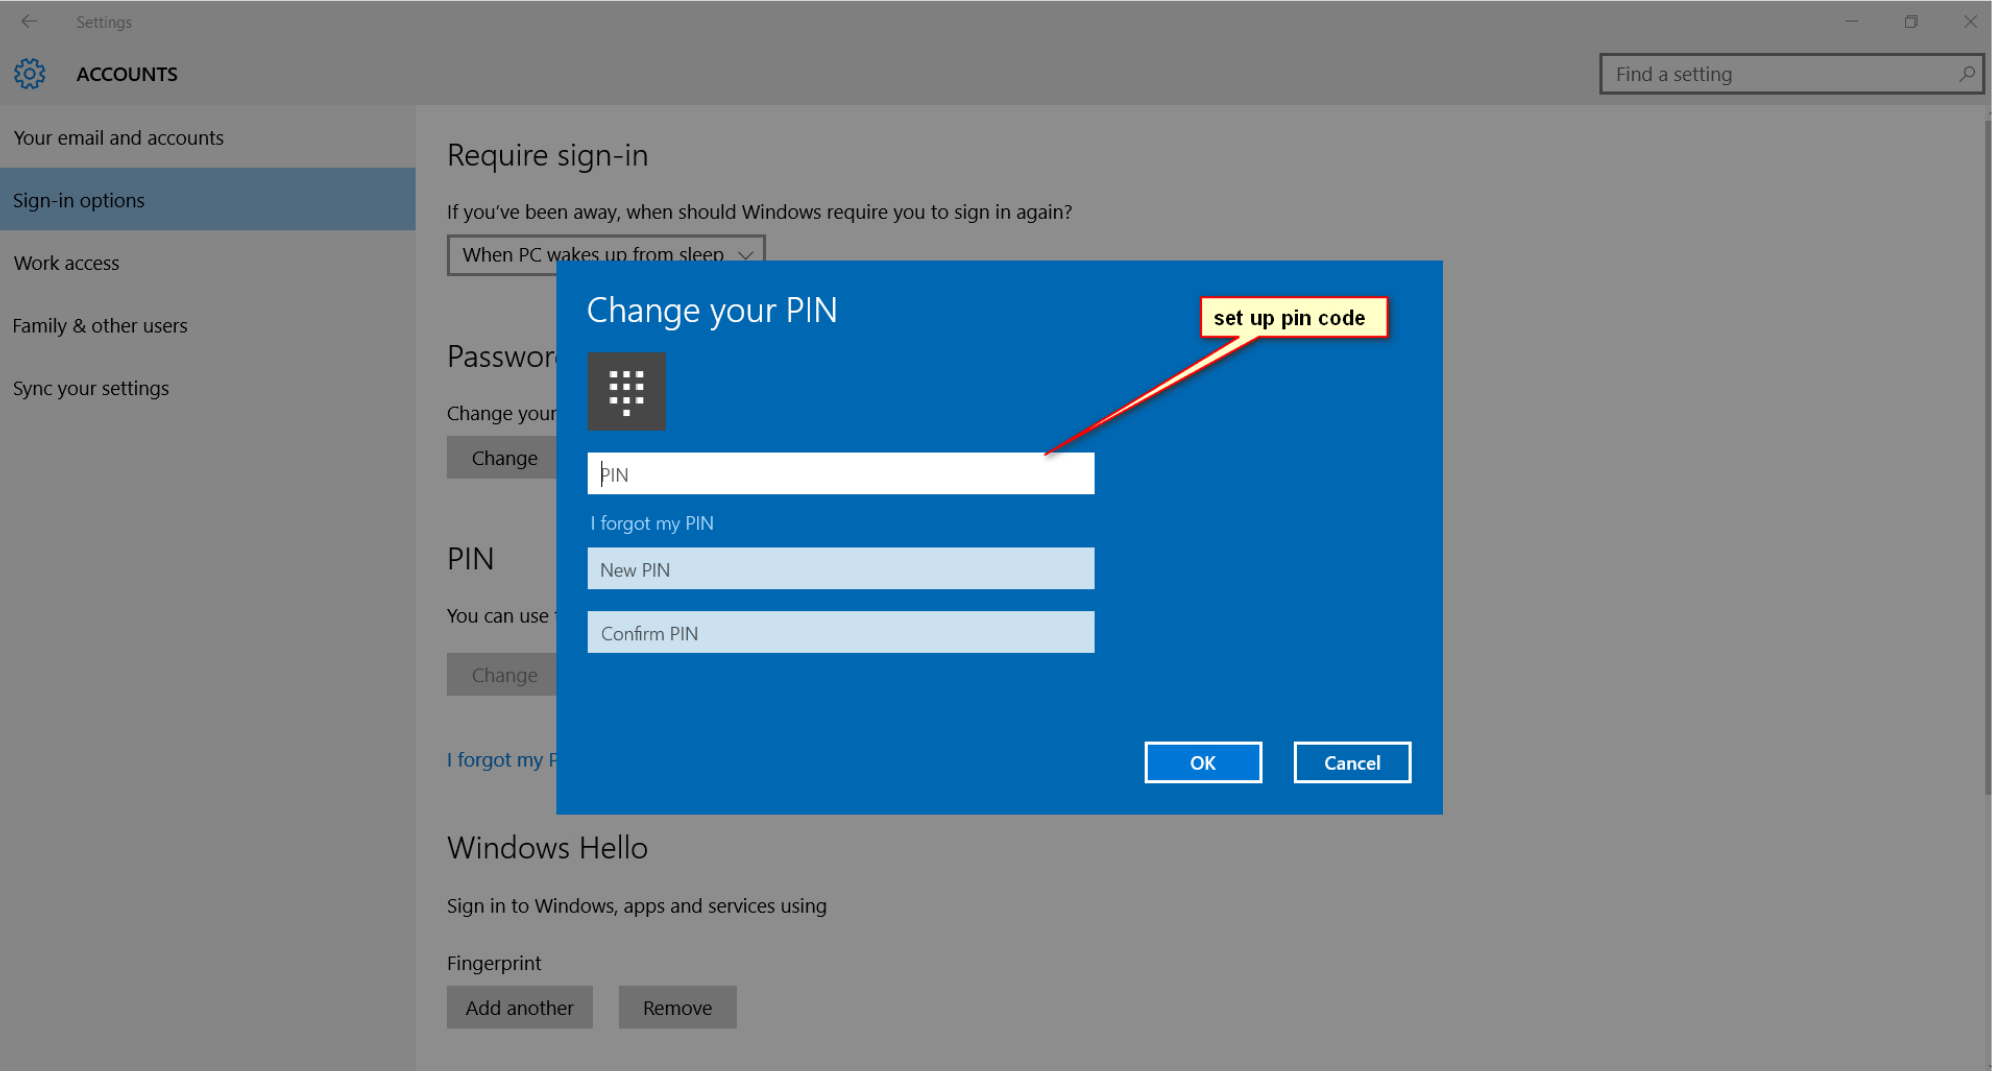 Settings
ACCOUNTS
Find a setting
Your email and accounts
Sign-in options
Work access
Family & other users
Sync your settings
Require sign-in
If you've been away, when should Windows require you to sign in again?
When PC wakes up from sleep
Password
Change your
Change
PIN
You can use
Change
I forgot my P
Change your PIN
set up pin code
PIN
I forgot my PIN
New PIN
Confirm PIN
OK
Cancel
Windows Hello
Sign in to Windows, apps and services using
Fingerprint
Add another
Remove